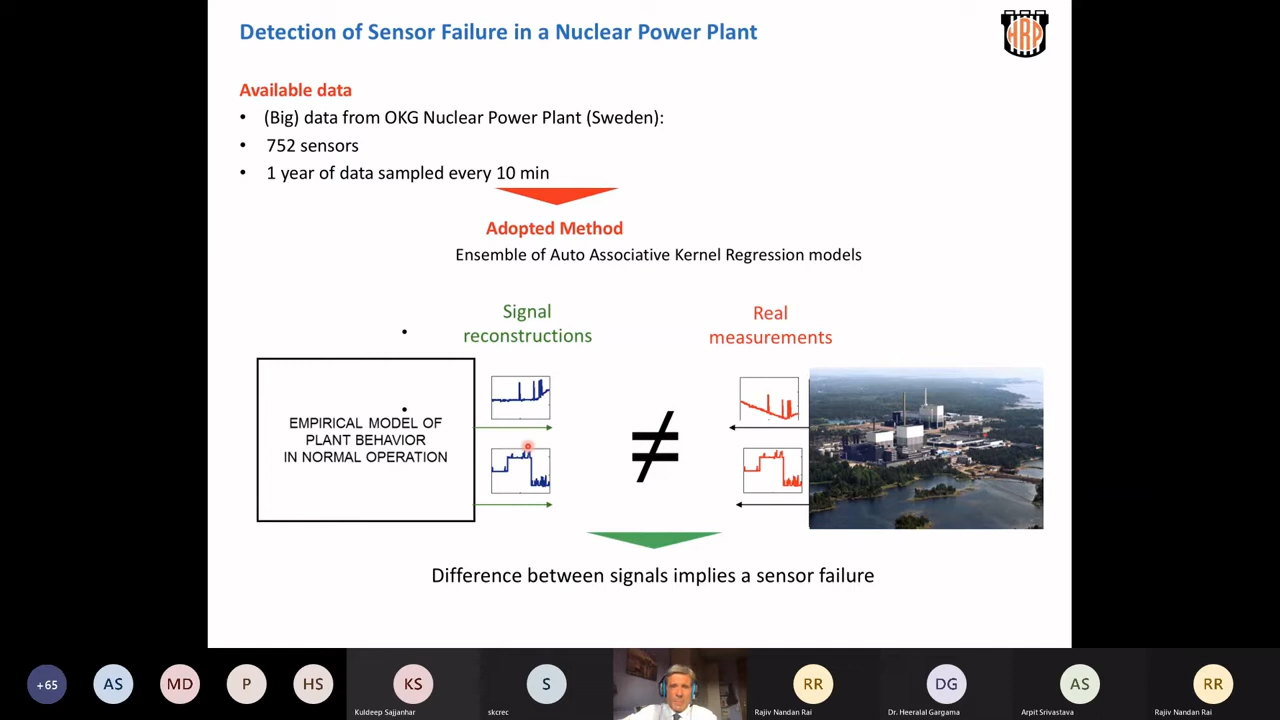 Detection of Sensor Failure in a Nuclear Power Plant
HRP
Available data
• (Big) data from OKG Nuclear Power Plant (Sweden):
• 752 sensors
• 1 year of data sampled every 10 min
Adopted Method
Ensemble of Auto Associative Kernel Regression models
Signal
reconstructions
Real
measurements
EMPIRICAL MODEL OF
PLANT BEHAVIOR
IN NORMAL OPERATION
≠
Difference between signals implies a sensor failure
+65
AS
MD
P
HS
KS
Kuldeep Sajjanhar
S
skcrec
RR
Rajiv Nandan Rai
DG
Dr. Heeralal Gargama
AS
Arpit Srivastava
RR
Rajiv Nandan Rai